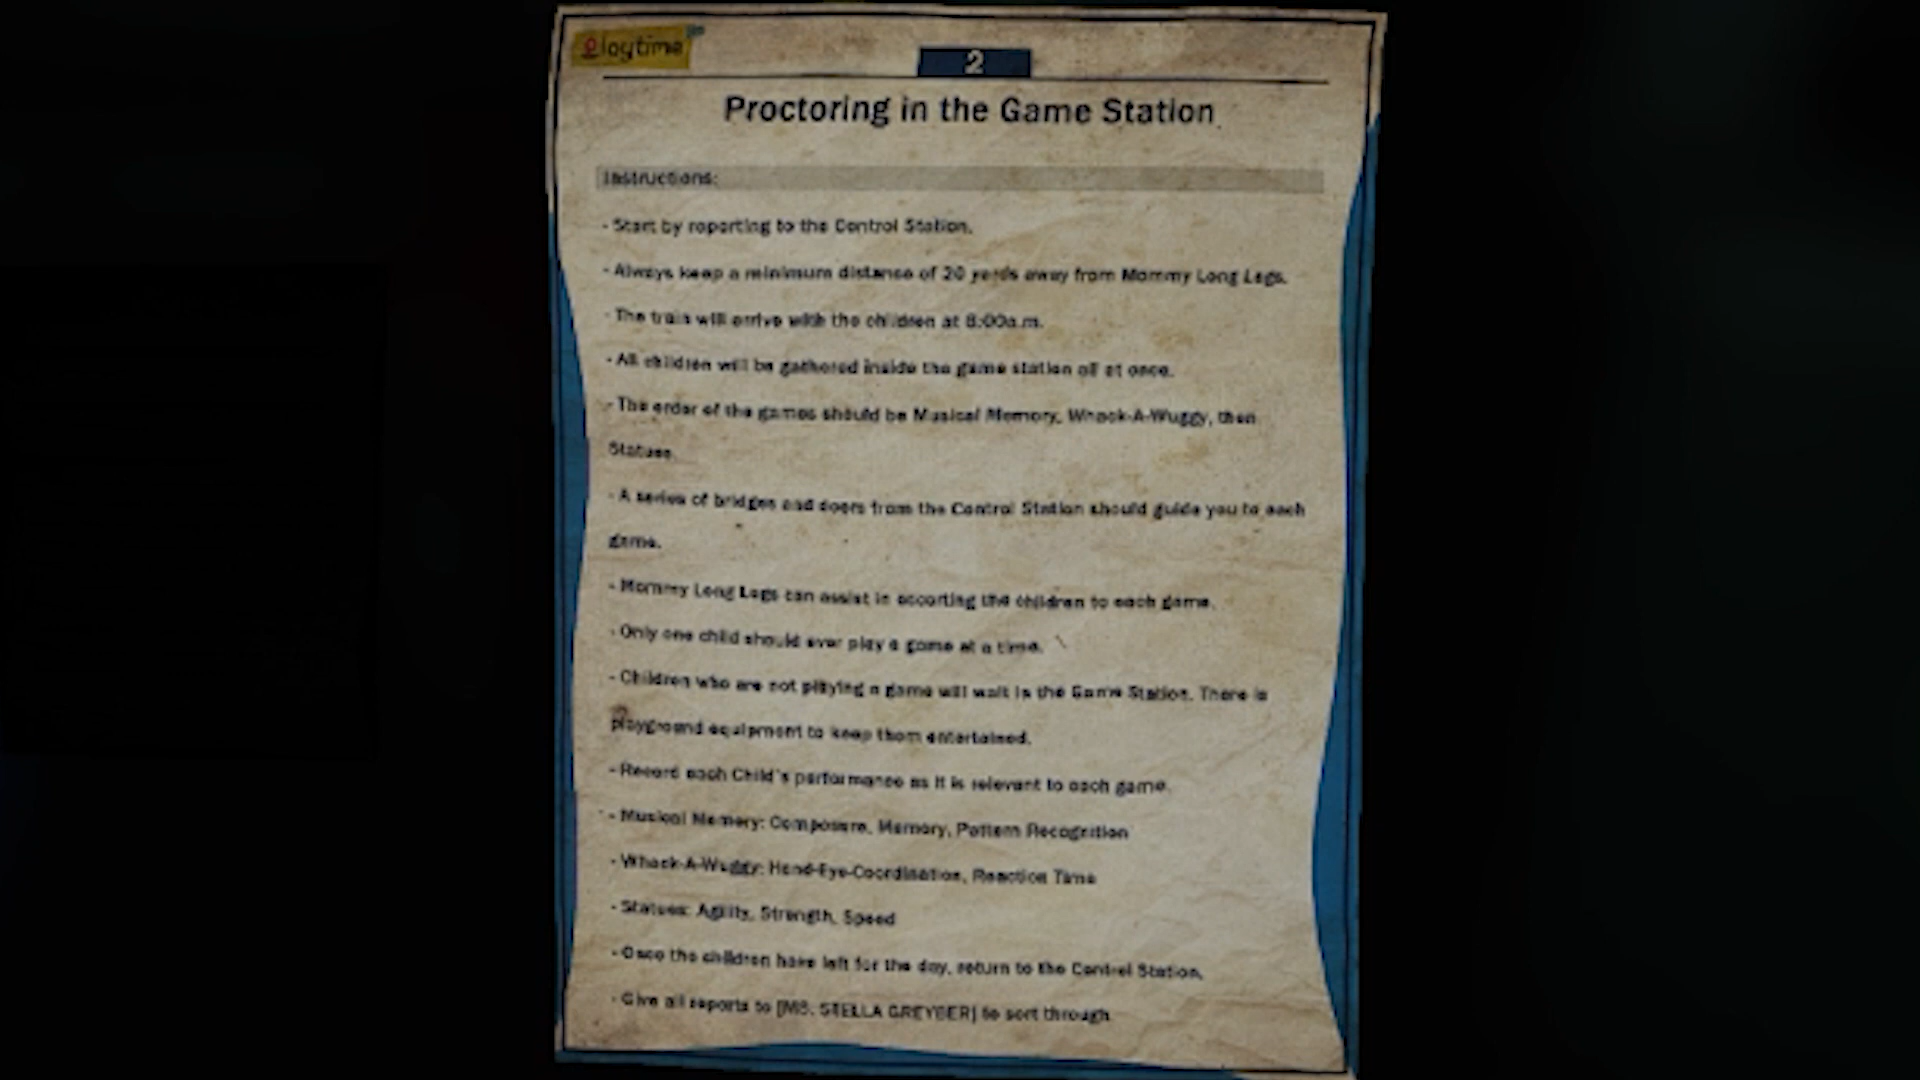 Playtime
2
Proctoring in the Game Station
Instructions:
- Start by reporting to the Control Station.
- Always keep a minimum distance of 20 yards away from Mommy Long Legs.
- The train will arrive with the children at 8:00a.m.
- All children will be gathered inside the game station all at once.
- The order of the games should be Musical Memory, Whack-A-Wuggy, then
Statues.
- A series of bridges and doors from the Control Station should guide you to each
game.
- Mommy Long Legs can assist in escorting the children to each game.
- Only one child should ever play a game at a time.
- Children who are not playing a game will wait in the Game Station. There is
playground equipment to keep them entertained.
- Record each Child's performance as it is relevant to each game.
- Musical Memory: Composure, Memory, Pattern Recognition
- Whack-A-Wuggy: Hand-Eye-Coordination, Reaction Time
- Statues: Agility, Strength, Speed
- Once the children have left for the day, return to the Control Station.
- Give all reports to [MS. STELLA GREYBER] to sort through